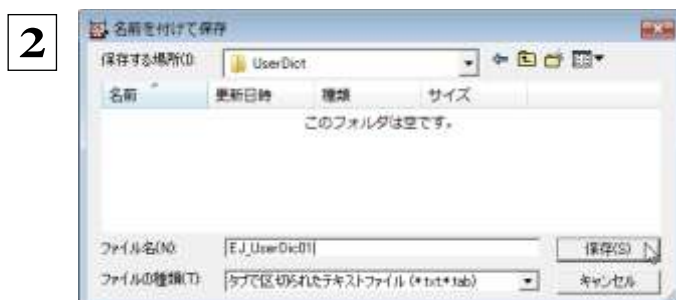 2
名前を付けて保存
保存する場所(I): UserDict
名前 更新日時 種類 サイズ
このフォルダは空です。
ファイル名(N): EJ_UserDic01 保存(S)
ファイルの種類(T): タブで区切られたテキストファイル (*.txt;*.tab) キャンセル